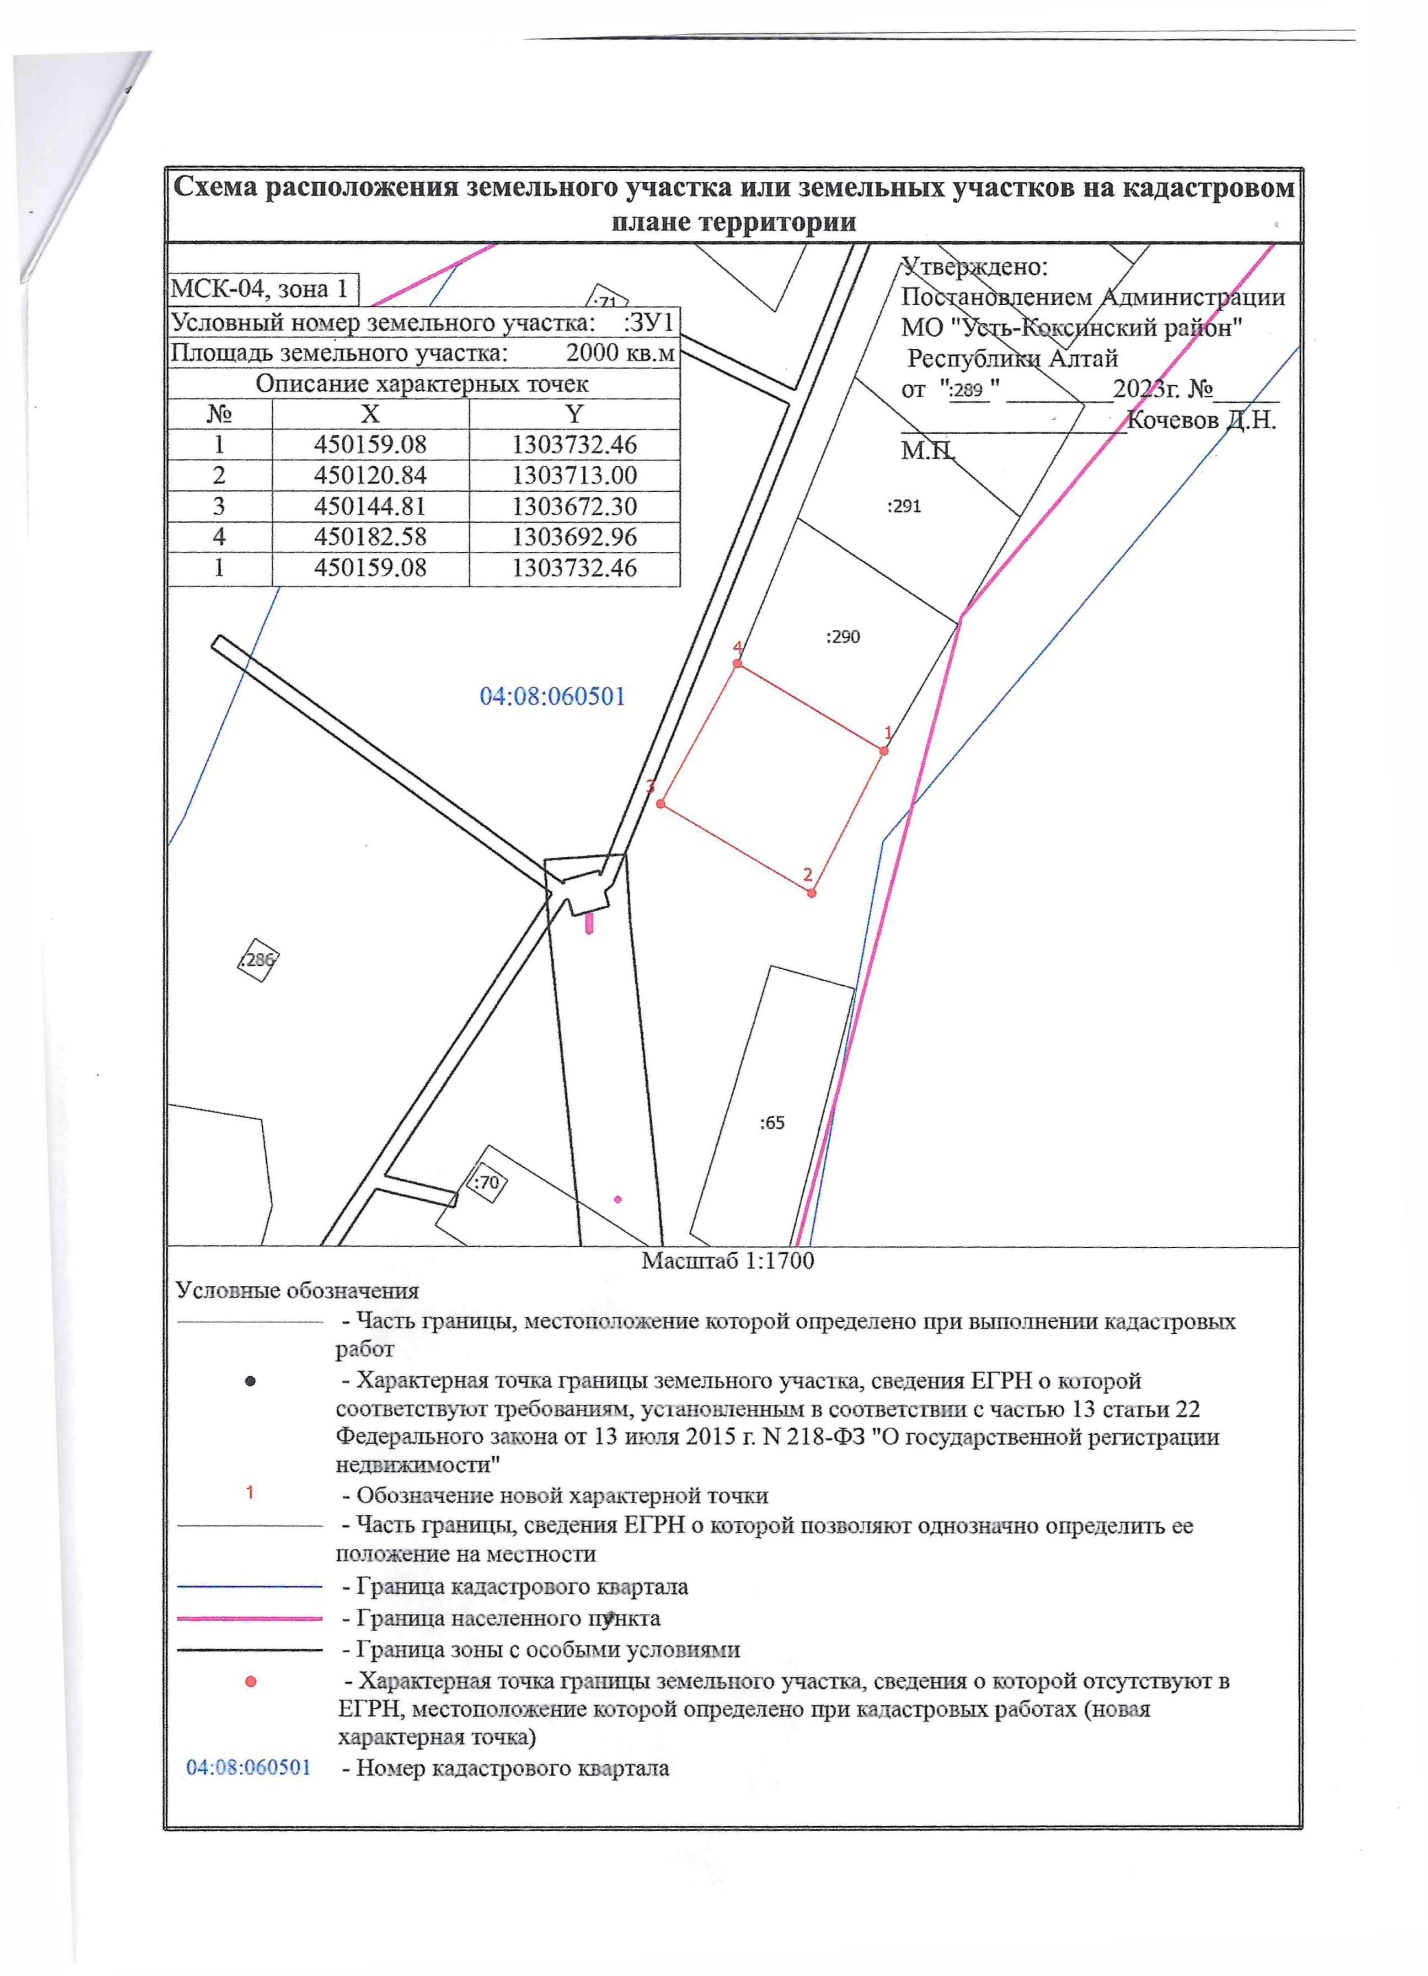 Схема расположения земельного участка или земельных участков на кадастровом
плане территории
МСК-04, зона 1
Условный номер земельного участка: :ЗУ1
Площадь земельного участка: 2000 кв.м
Описание характерных точек
№ X Y
1 450159.08 1303732.46
2 450120.84 1303713.00
3 450144.81 1303672.30
4 450182.58 1303692.96
1 450159.08 1303732.46
:71
Утверждено:
Постановлением Администрации
МО "Усть-Коксинский район"
Республики Алтай
от ":289" ________2023г. №_____
_________________Кочевов Д.Н.
М.П.
:291
:290
4
04:08:060501
1
3
2
:286
:65
:70
Масштаб 1:1700
Условные обозначения
- Часть границы, местоположение которой определено при выполнении кадастровых
работ
- Характерная точка границы земельного участка, сведения ЕГРН о которой
соответствуют требованиям, установленным в соответствии с частью 13 статьи 22
Федерального закона от 13 июля 2015 г. N 218-ФЗ "О государственной регистрации
недвижимости"
1 - Обозначение новой характерной точки
- Часть границы, сведения ЕГРН о которой позволяют однозначно определить ее
положение на местности
- Граница кадастрового квартала
- Граница населенного пункта
- Граница зоны с особыми условиями
- Характерная точка границы земельного участка, сведения о которой отсутствуют в
ЕГРН, местоположение которой определено при кадастровых работах (новая
характерная точка)
04:08:060501 - Номер кадастрового квартала